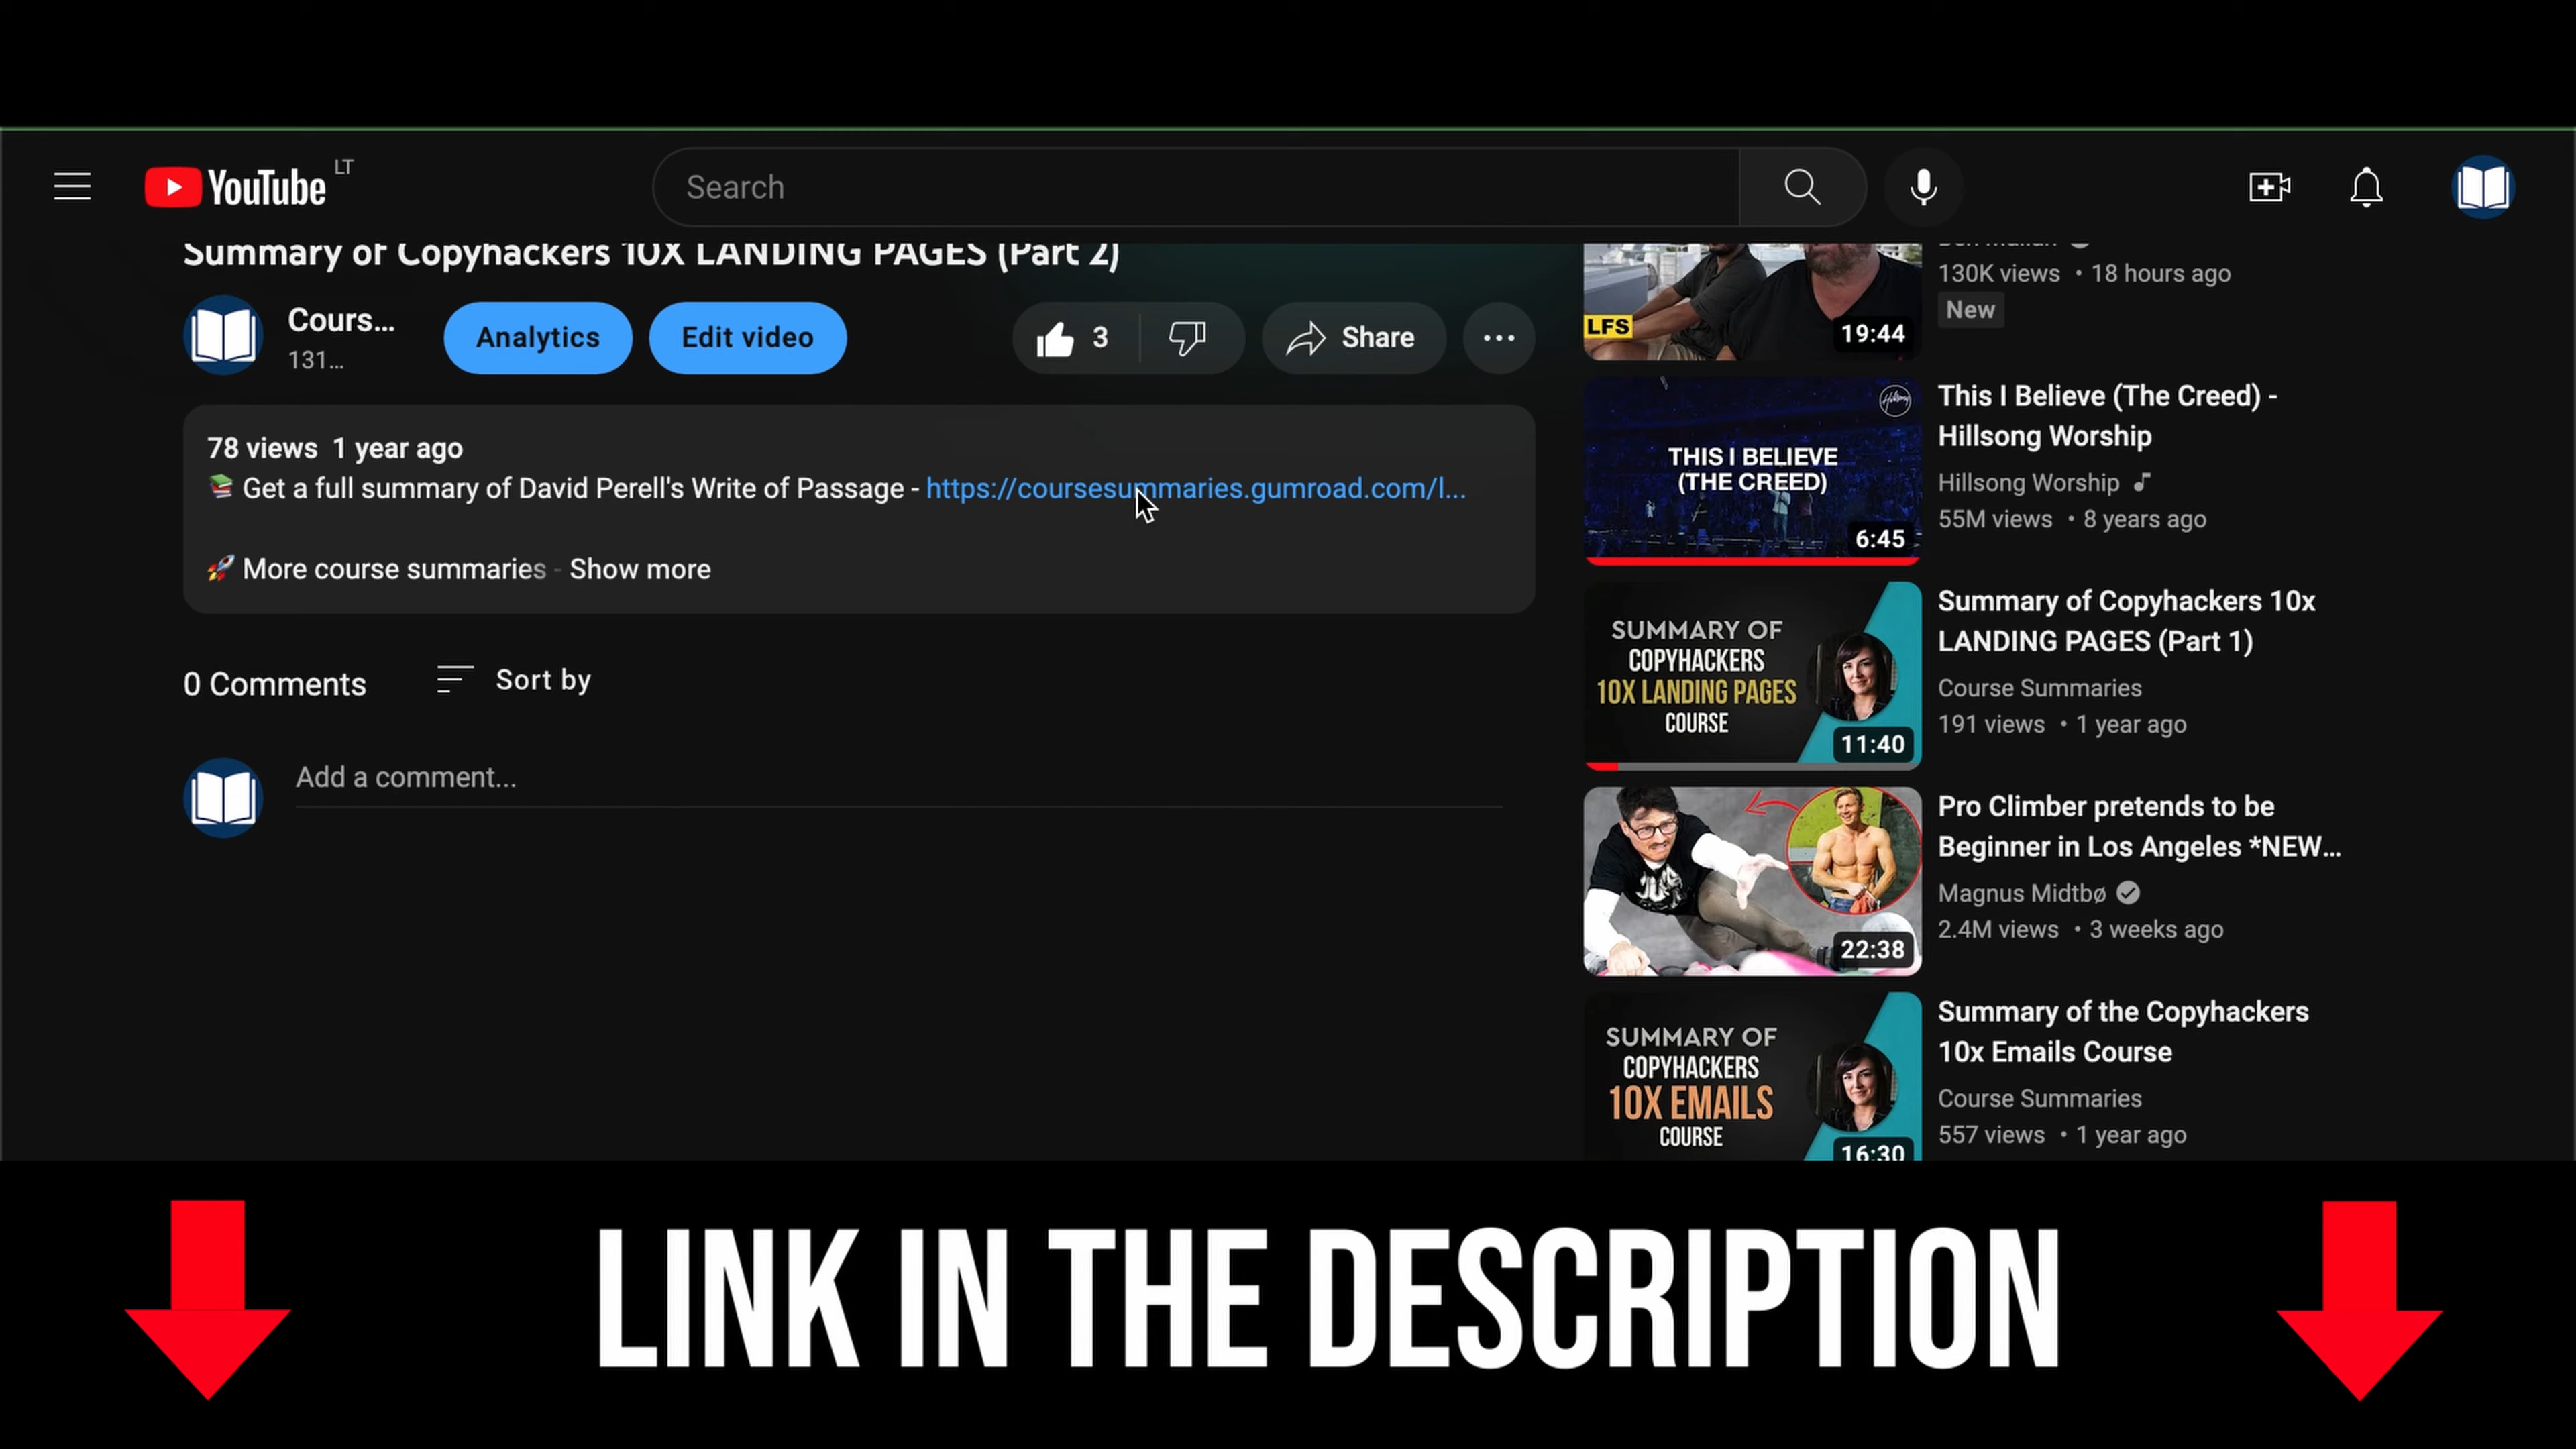 YouTube LT
Search
Summary of Copyhackers 10X LANDING PAGES (Part 2)
Cours...
131...
Analytics
Edit video
3
Share
78 views 1 year ago
📚 Get a full summary of David Perell's Write of Passage - https://coursesummaries.gumroad.com/l...
🚀 More course summaries - Show more
0 Comments
Sort by
Add a comment...
130K views • 18 hours ago
New
LFS
19:44
THIS I BELIEVE
(THE CREED)
6:45
This I Believe (The Creed) -
Hillsong Worship
Hillsong Worship
55M views • 8 years ago
SUMMARY OF
COPYHACKERS
10X LANDING PAGES
COURSE
11:40
Summary of Copyhackers 10x
LANDING PAGES (Part 1)
Course Summaries
191 views • 1 year ago
22:38
Pro Climber pretends to be
Beginner in Los Angeles *NEW...
Magnus Midtbø
2.4M views • 3 weeks ago
SUMMARY OF
COPYHACKERS
10X EMAILS
COURSE
16:30
Summary of the Copyhackers
10x Emails Course
Course Summaries
557 views • 1 year ago
LINK IN THE DESCRIPTION